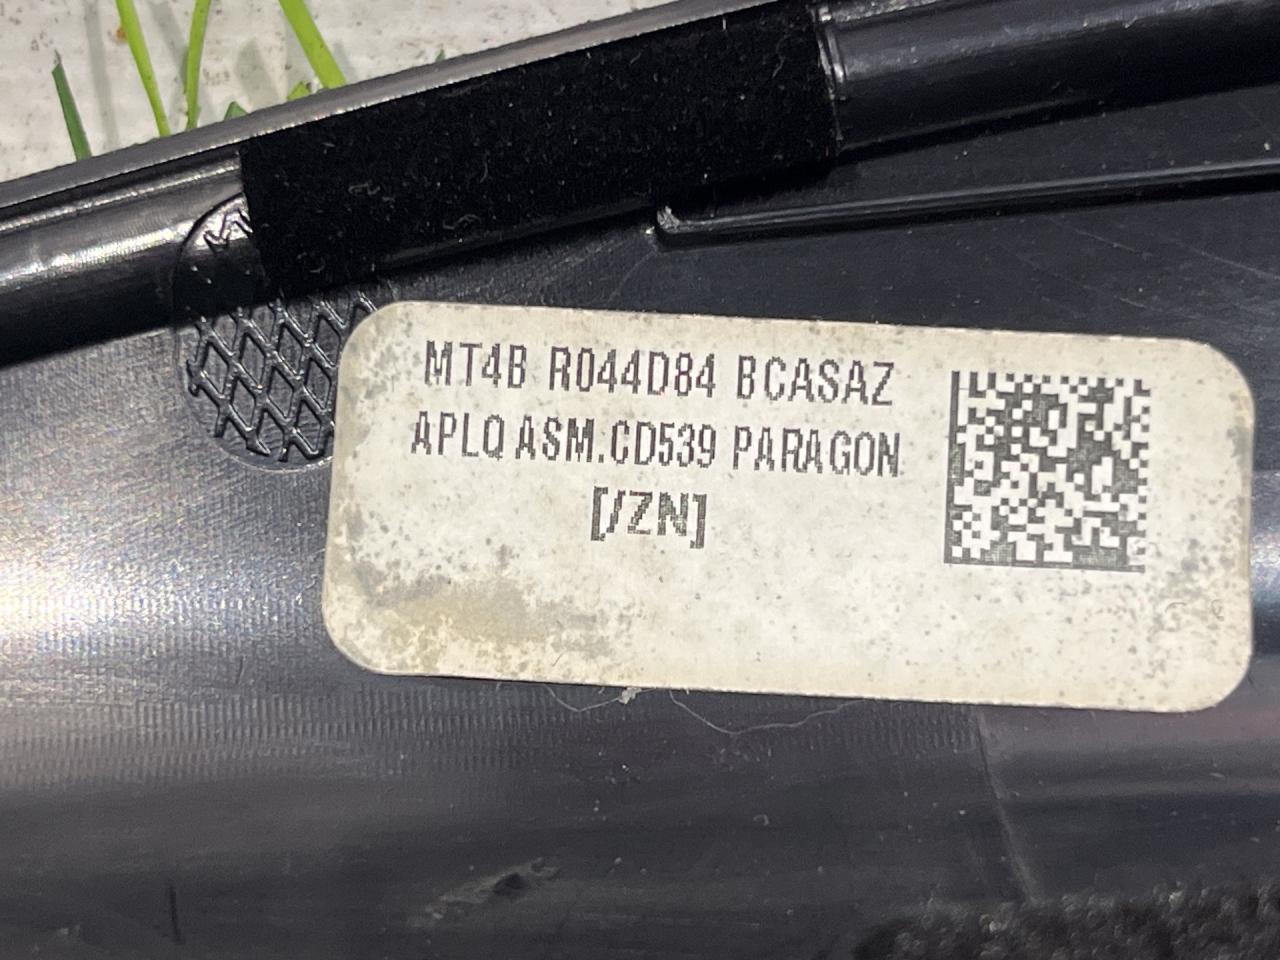 MT4B R044D84 BCASAZ
APLQ ASM.CD539 PARAGON
[/ZN]